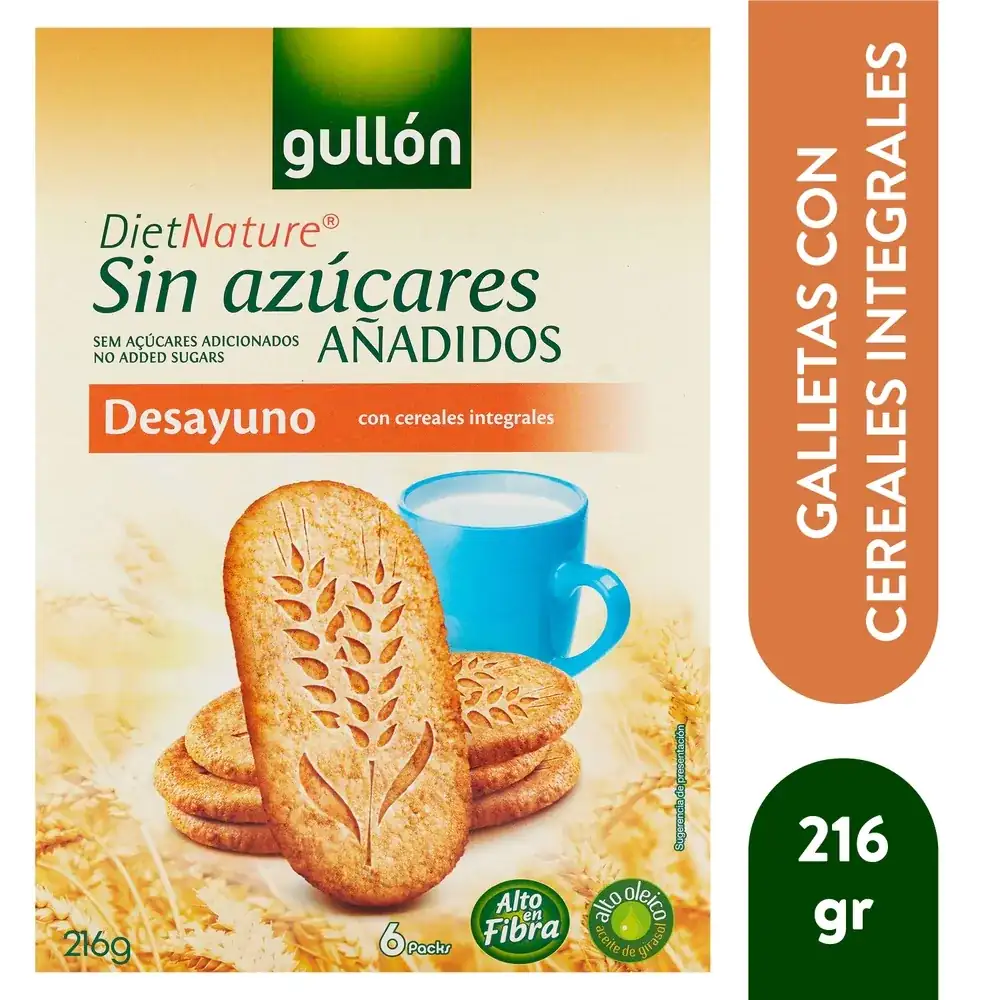 gullón
DietNature®
Sin azúcares
AÑADIDOS
SEM AÇÚCARES ADICIONADOS
NO ADDED SUGARS
Desayuno
con cereales integrales
Sugerencia de presentación
216g
6 Packs
Alto
en
Fibra
alto oleico
aceite de girasol
GALLETAS CON
CEREALES INTEGRALES
216
gr